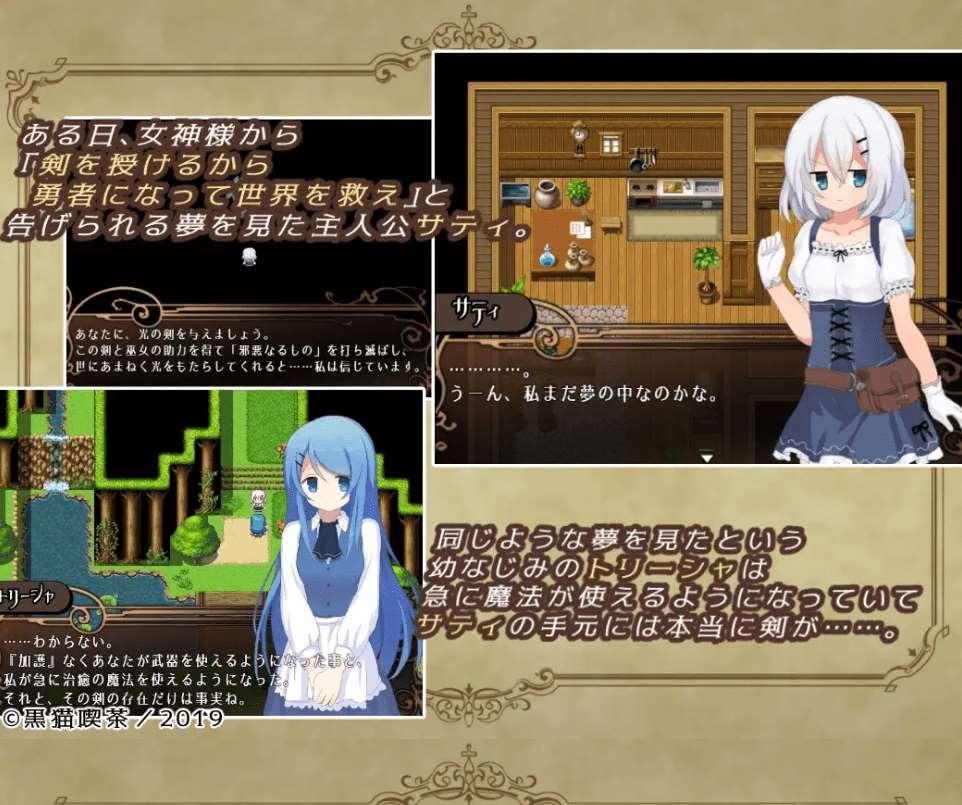 ある日、女神様から
「剣を授けるから
勇者になって世界を救え」と
告げられる夢を見た主人公サティ。
あなたに、光の剣を与えましょう。
この剣と巫女の助力を得て「邪悪なるもの」を打ち滅ぼし、
世にあまねく光をもたらしてくれると……私は信じています。
サティ
…………。
うーん、私まだ夢の中なのかな。
トリーシャ
……わからない。
『加護』なくあなたが武器を使えるようになった事と、
私が急に治癒の魔法を使えるようになった。
それと、その剣の存在だけは事実ね。
同じような夢を見たという
幼なじみのトリーシャは
急に魔法が使えるようになっていて
サティの手元には本当に剣が……。
©黒猫喫茶／2019